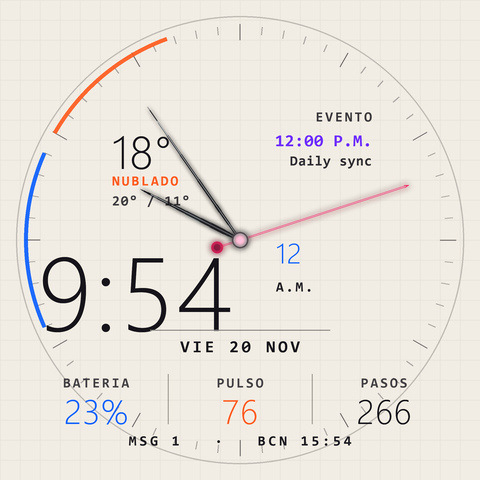 EVENTO
12:00 P.M.
Daily sync
18°
NUBLADO
20° / 11°
9:54
12
A.M.
VIE 20 NOV
BATERIA PULSO PASOS
23% 76 266
MSG 1 · BCN 15:54